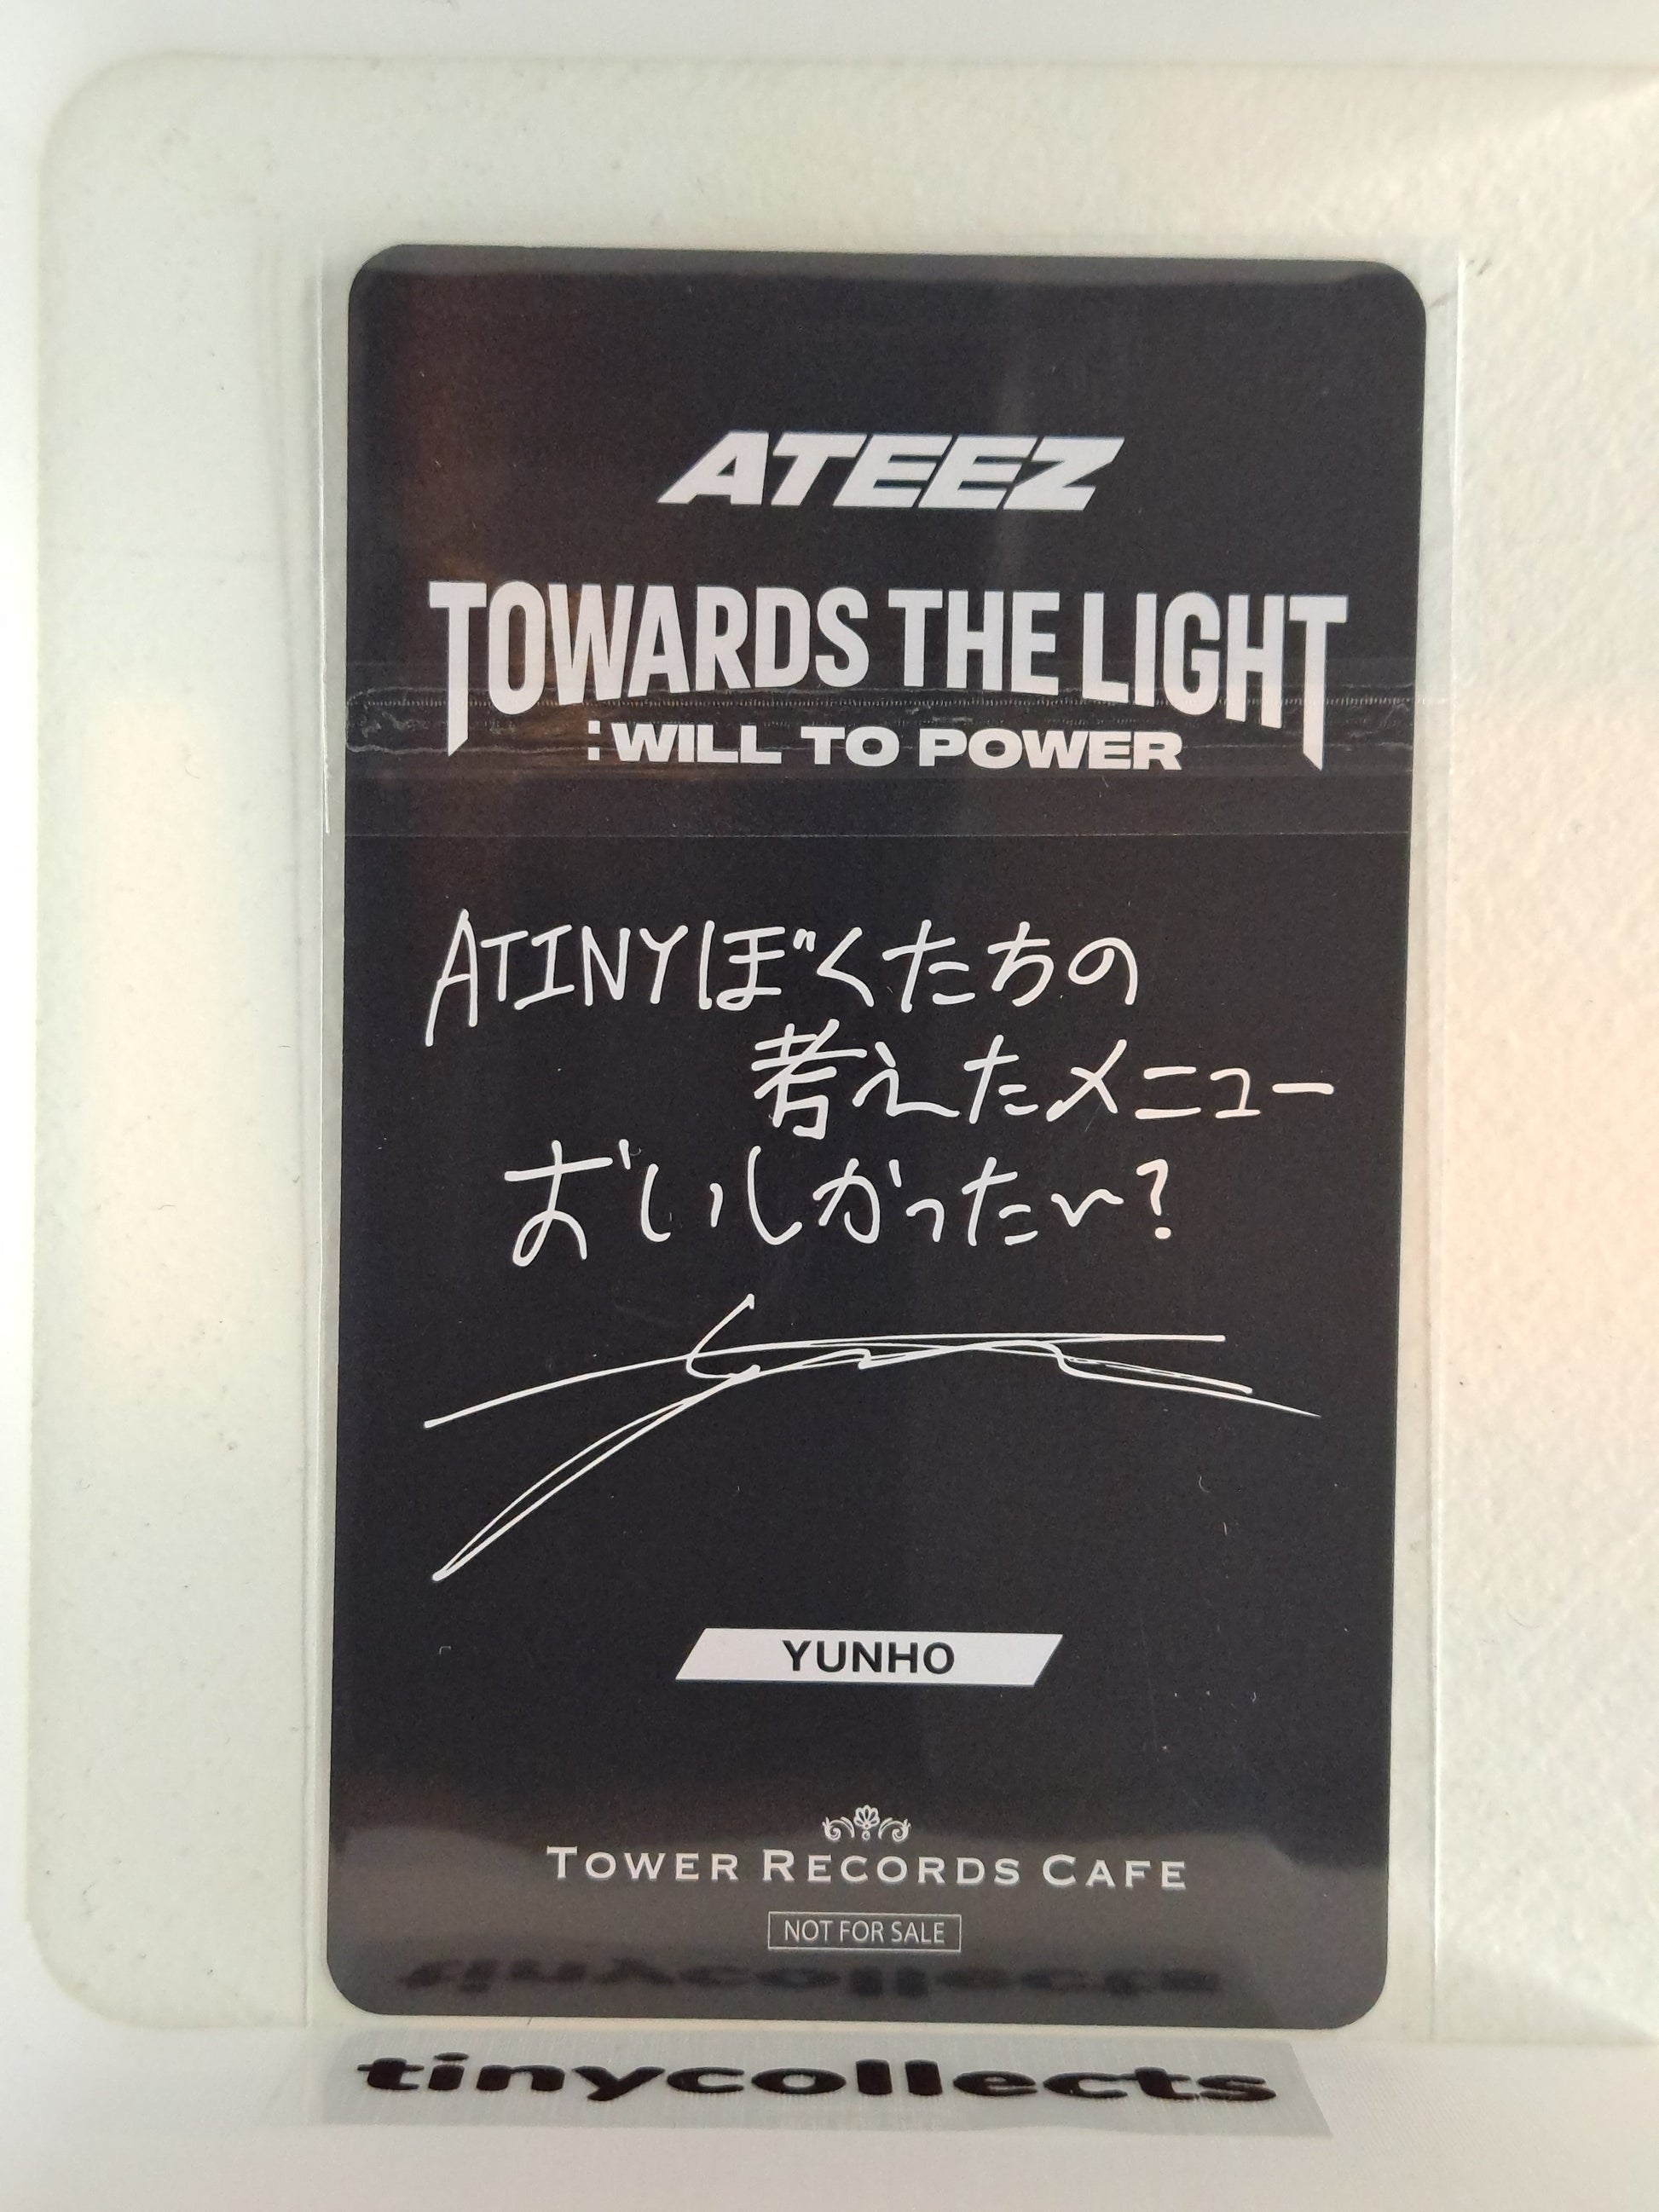 ATEEZ
TOWARDS THE LIGHT
:WILL TO POWER
ATINYぼくたちの
考えたメニュー
おいしかった~?
YUNHO
TOWER RECORDS CAFE
NOT FOR SALE
tinycollects